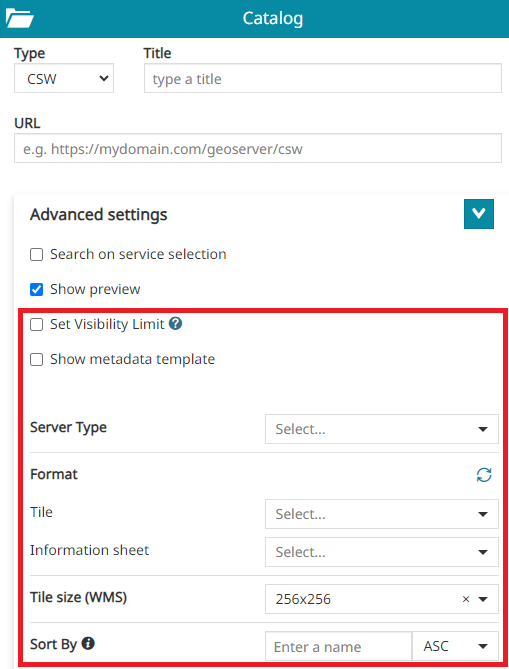 Catalog
Type Title
CSW type a title
URL
e.g. https://mydomain.com/geoserver/csw
Advanced settings
Search on service selection
Show preview
Set Visibility Limit ?
Show metadata template
Server Type Select...
Format
Tile Select...
Information sheet Select...
Tile size (WMS) 256x256 ×
Sort By i Enter a name ASC